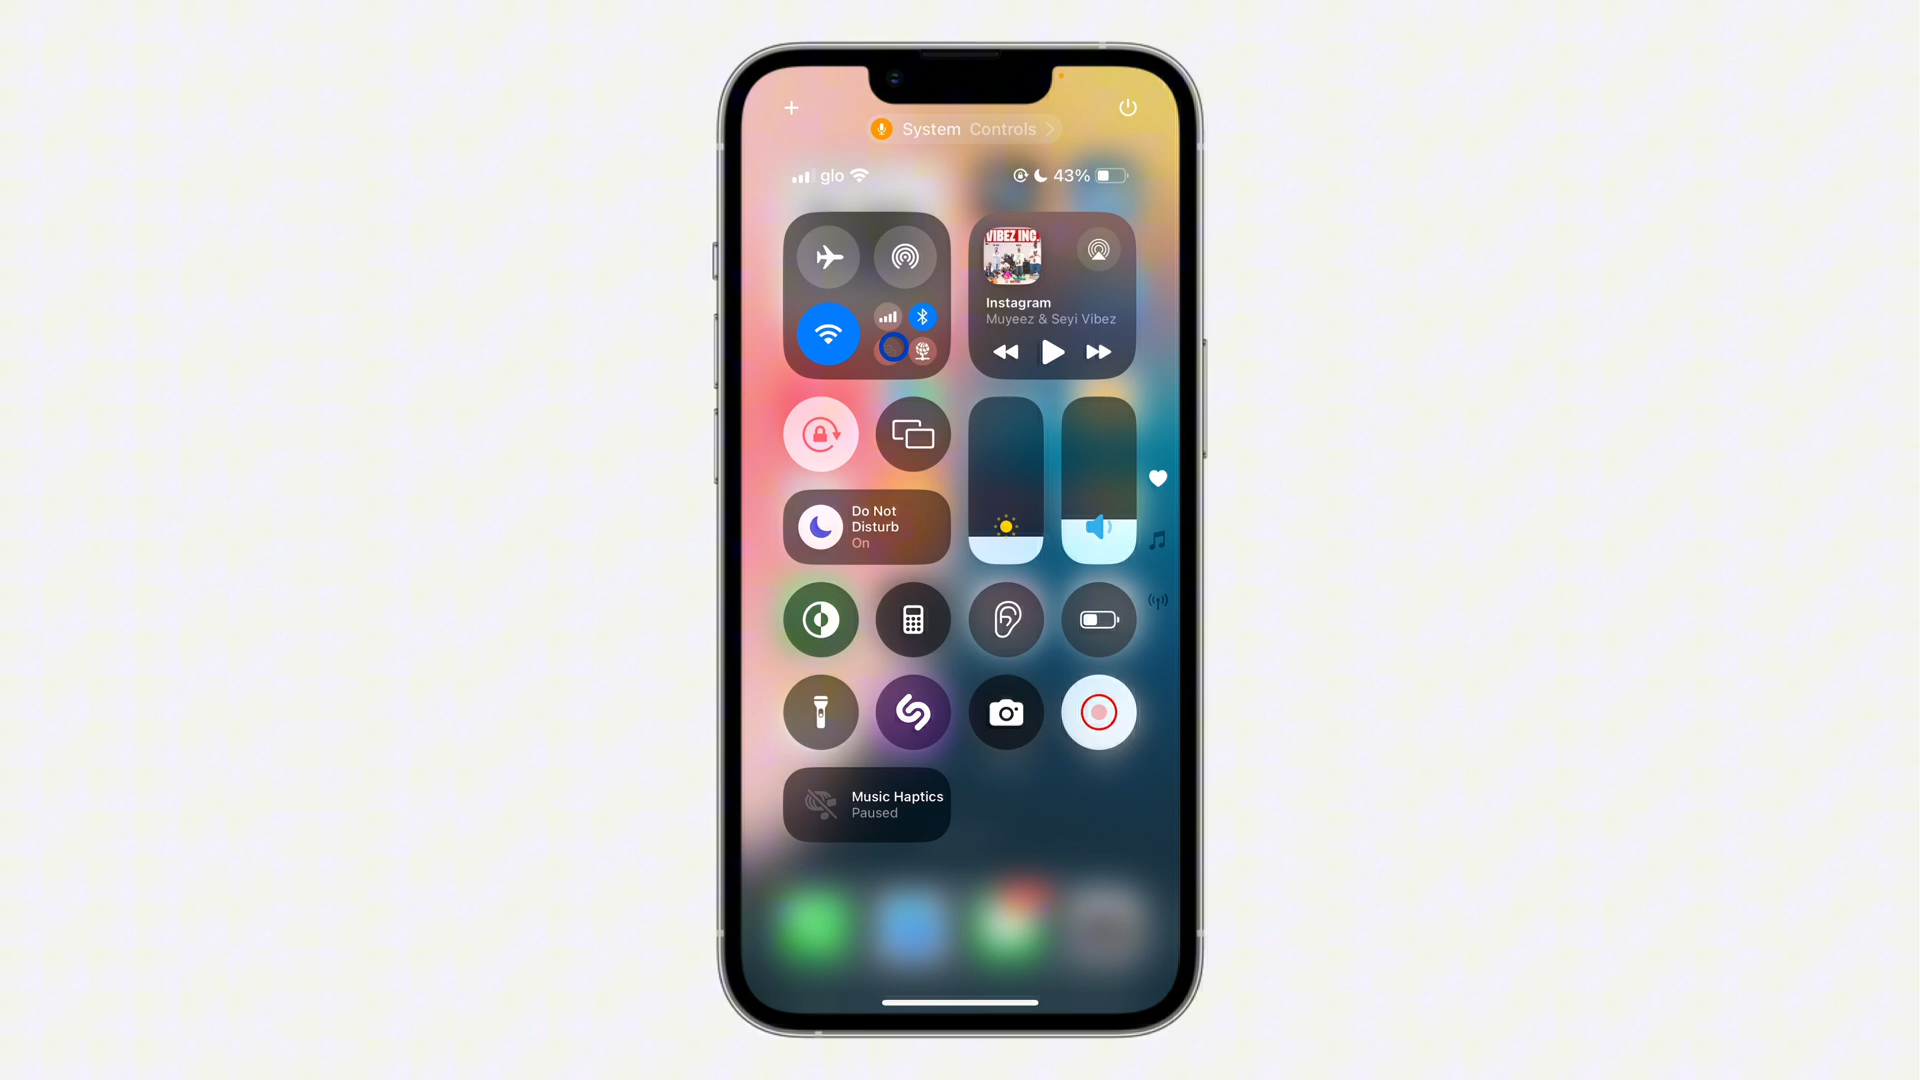 System Controls
glo
43%
VIBEZ INC.
Instagram
Muyeez & Seyi Vibez
Do Not
Disturb
On
Music Haptics
Paused